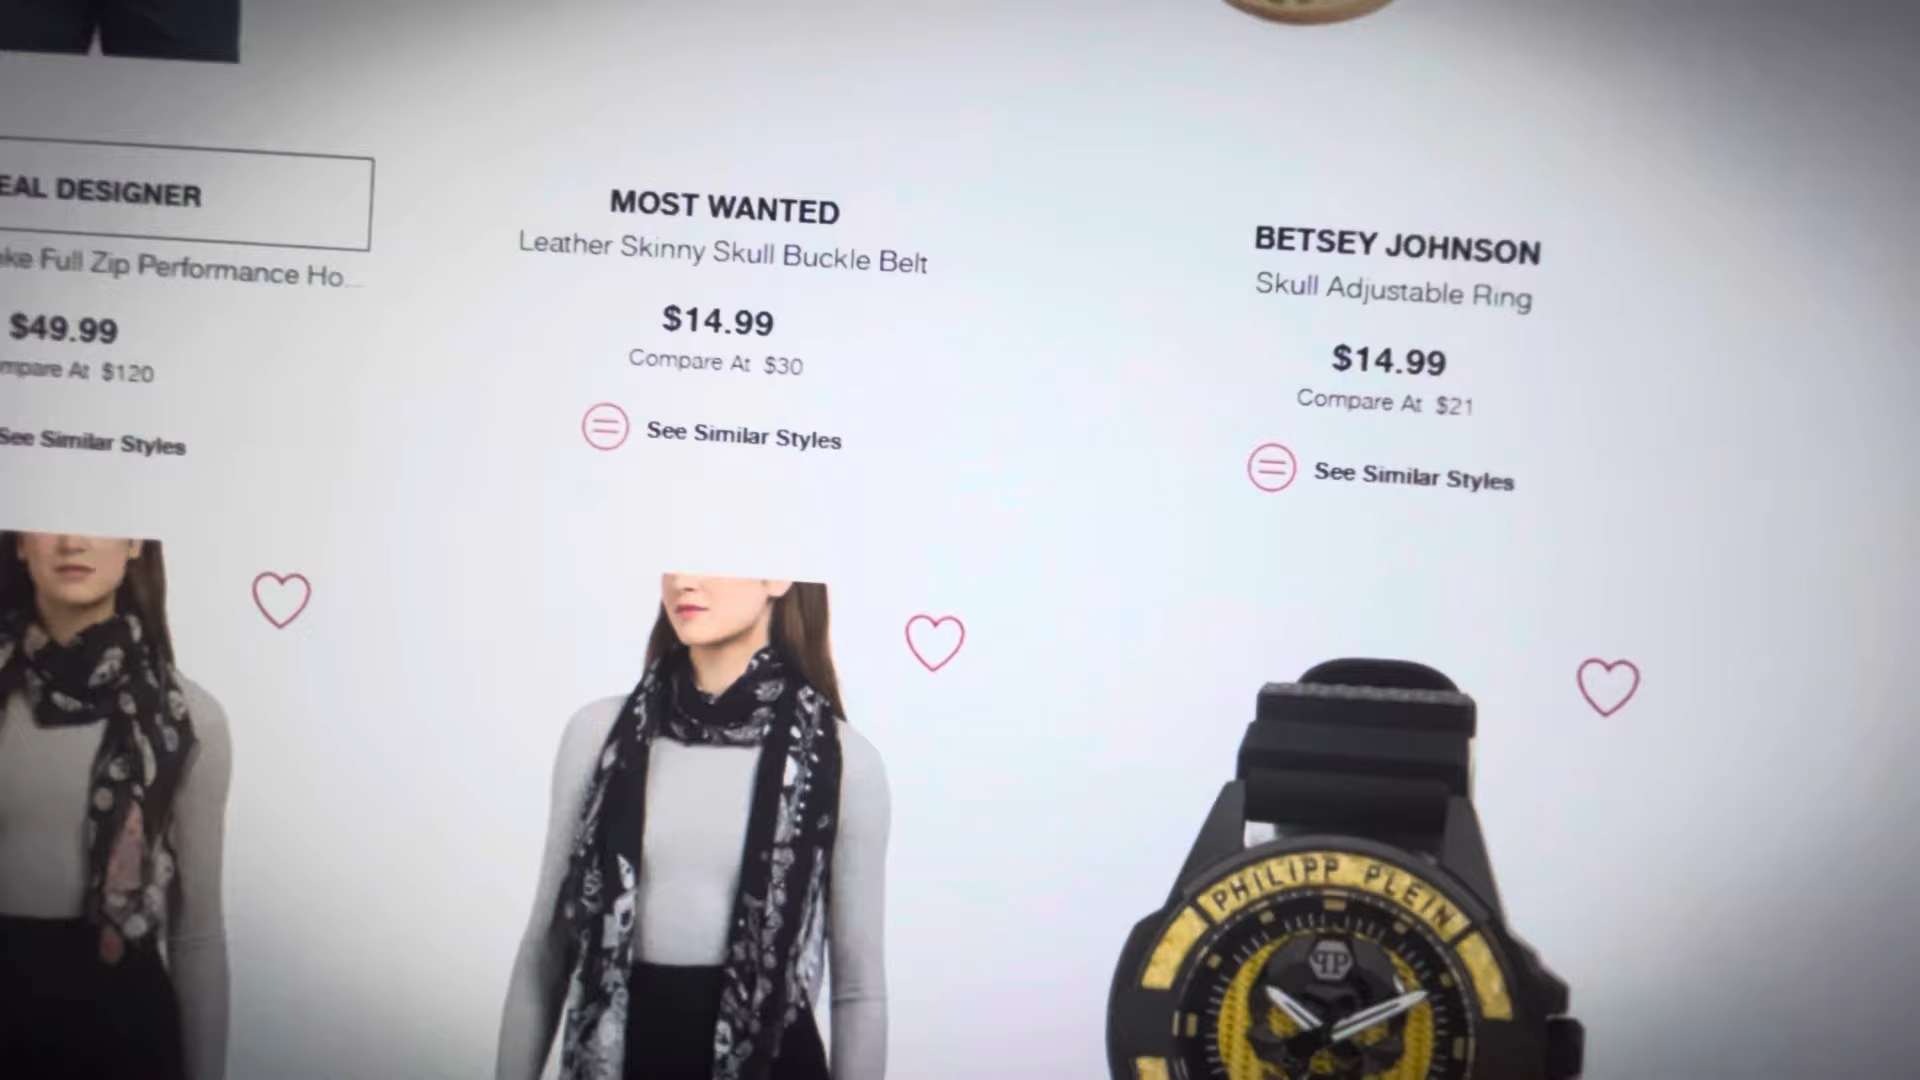 EAL DESIGNER
ke Full Zip Performance Ho...
$49.99
mpare At $120
See Similar Styles
MOST WANTED
Leather Skinny Skull Buckle Belt
$14.99
Compare At $30
See Similar Styles
BETSEY JOHNSON
Skull Adjustable Ring
$14.99
Compare At $21
See Similar Styles
PHILIPP PLEIN